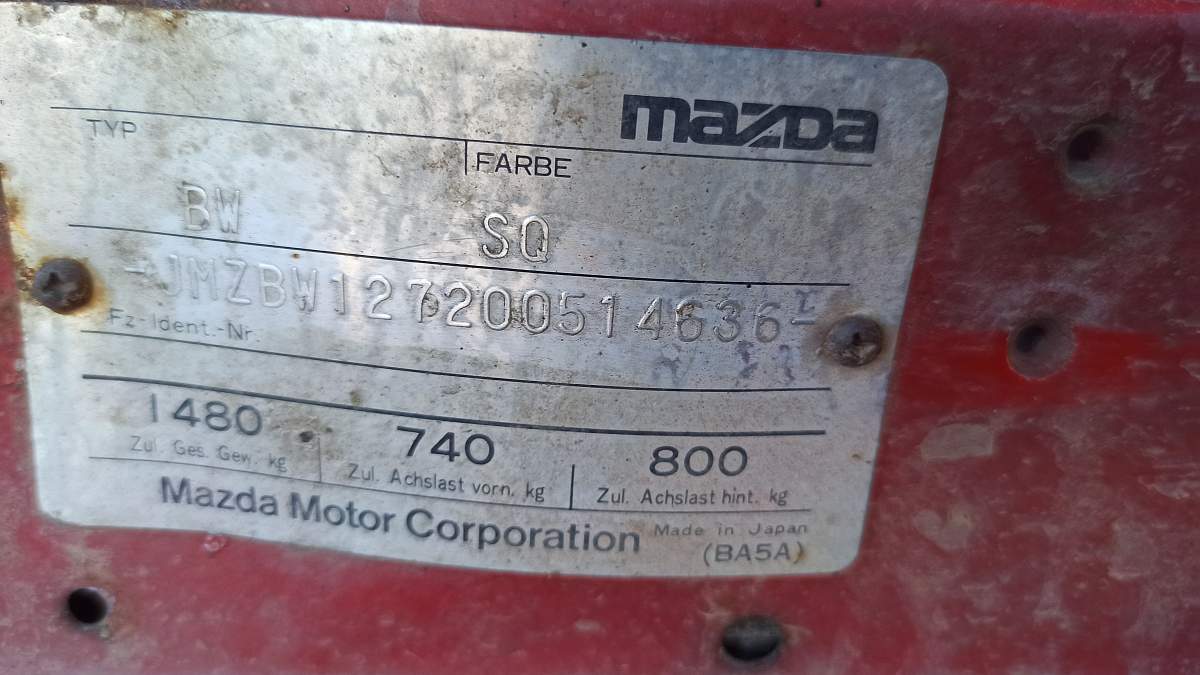 mazda
TYP FARBE
BW SQ
JMZBW127200514636
Fz-Ident.-Nr.
1480 740 800
Zul. Ges. Gew. kg Zul. Achslast vorn. kg Zul. Achslast hint. kg
Mazda Motor Corporation Made in Japan
(BA5A)